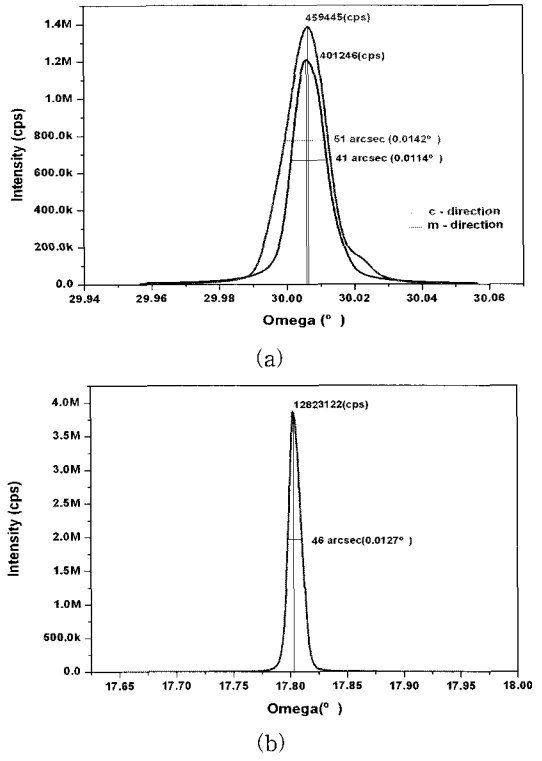 459445(cps)
401246(cps)
51 arcsec (0.0142° )
41 arcsec (0.0114° )
c - direction
m - direction
Intensity (cps)
1.4M
1.2M
1.0M
800.0k
600.0k
400.0k
200.0k
0.0
29.94 29.96 29.98 30.00 30.02 30.04 30.06
Omega (° )
(a)
12823122(cps)
46 arcsec(0.0127° )
Intensity (cps)
4.0M
3.5M
3.0M
2.5M
2.0M
1.5M
1.0M
500.0k
0.0
17.65 17.70 17.75 17.80 17.85 17.90 17.95 18.00
Omega(° )
(b)